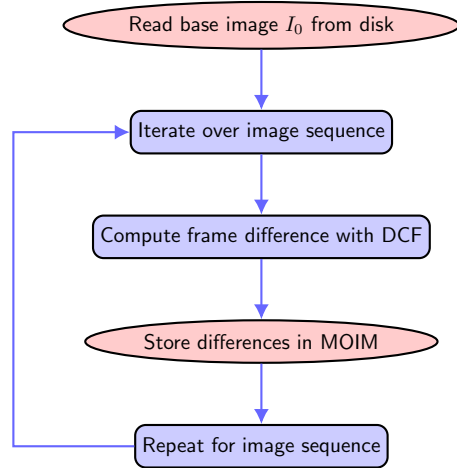 Read base image I₀ from disk
Iterate over image sequence
Compute frame difference with DCF
Store differences in MOIM
Repeat for image sequence